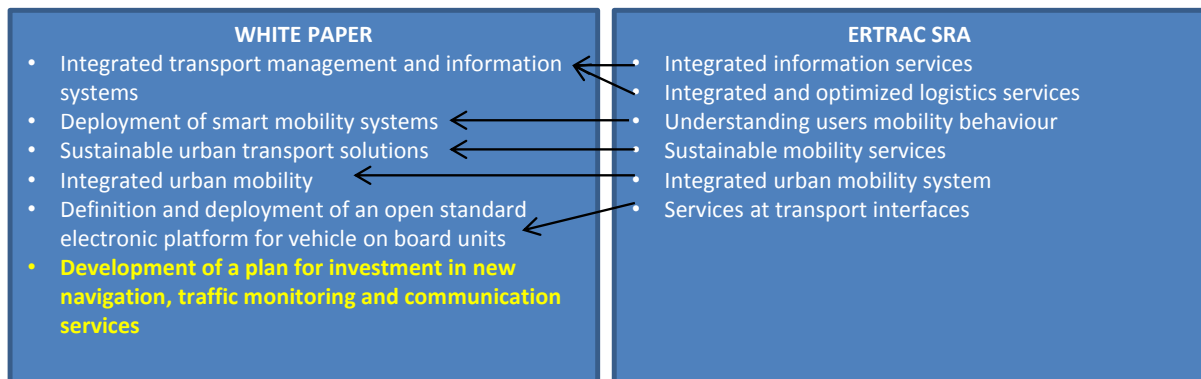 WHITE PAPER
• Integrated transport management and information
systems
• Deployment of smart mobility systems
• Sustainable urban transport solutions
• Integrated urban mobility
• Definition and deployment of an open standard
electronic platform for vehicle on board units
• Development of a plan for investment in new
navigation, traffic monitoring and communication
services
ERTRAC SRA
• Integrated information services
• Integrated and optimized logistics services
• Understanding users mobility behaviour
• Sustainable mobility services
• Integrated urban mobility system
• Services at transport interfaces